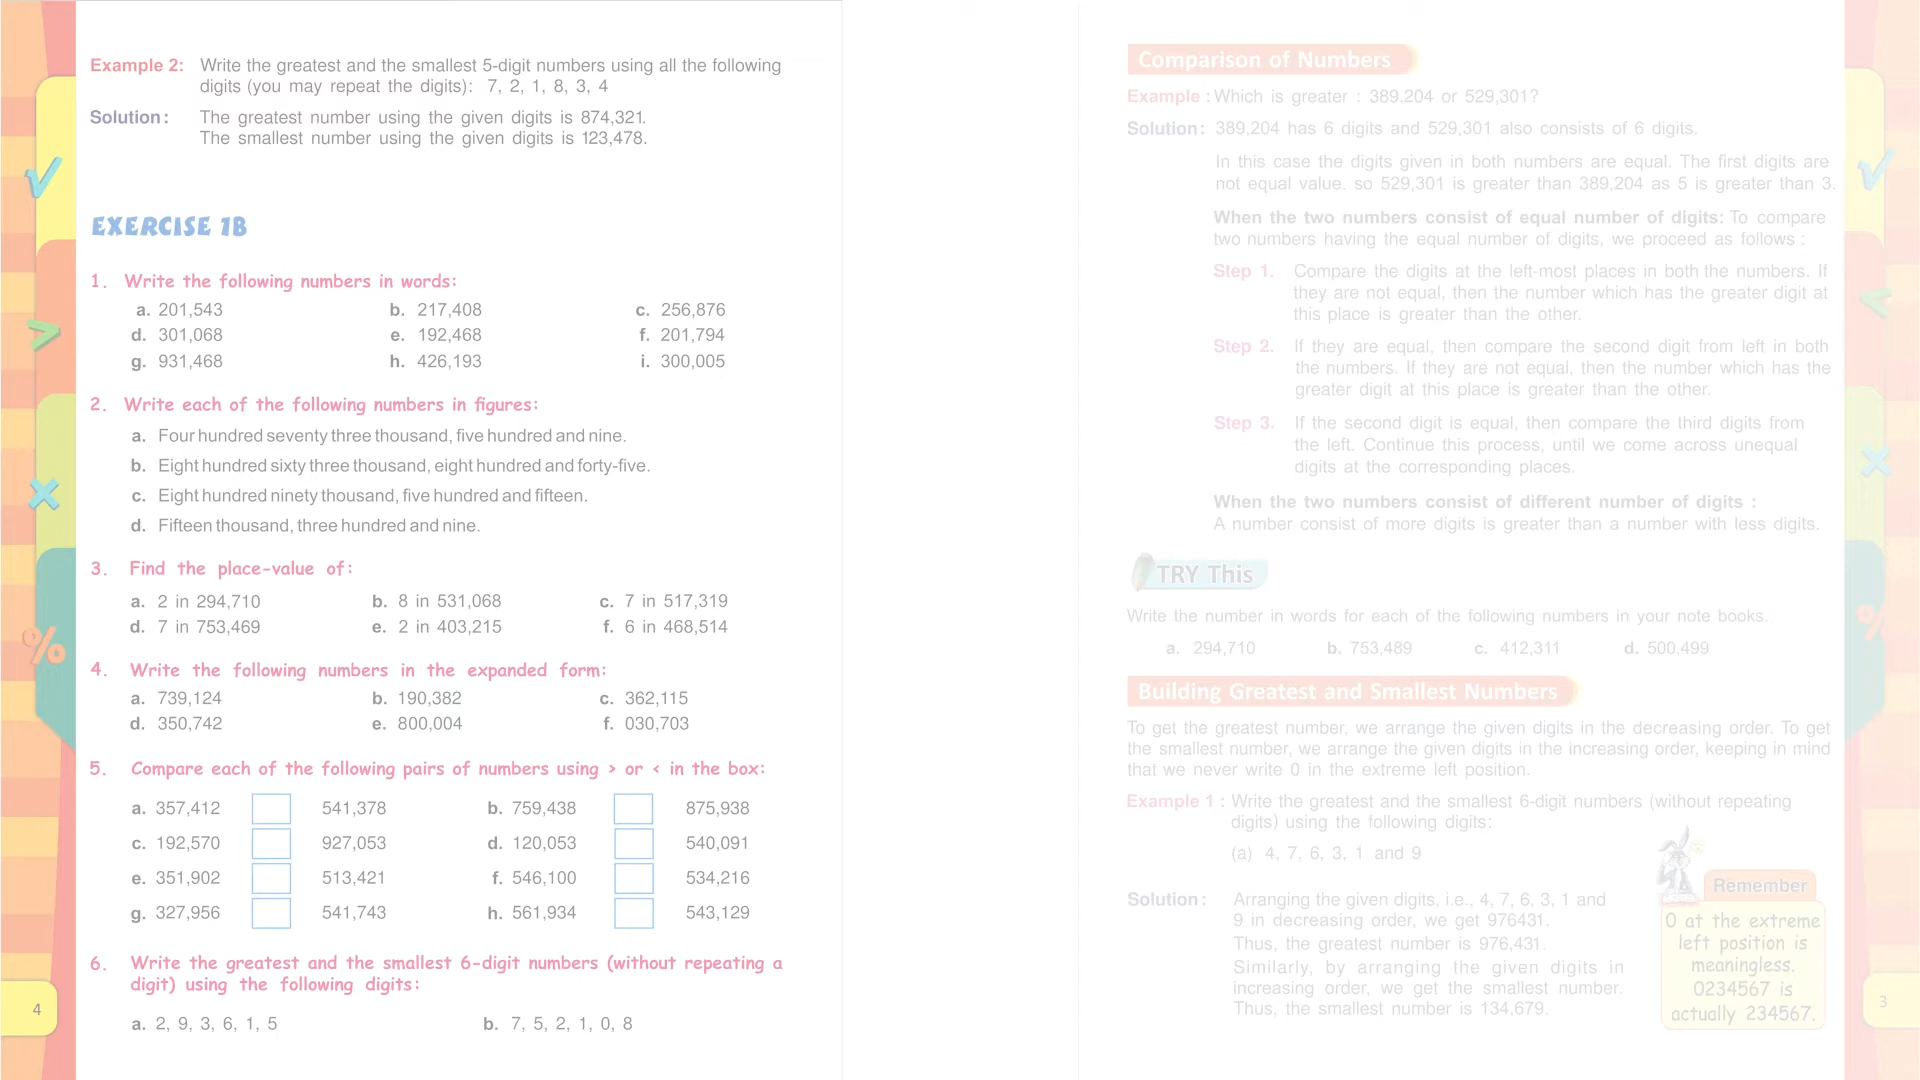 Example 2: Write the greatest and the smallest 5-digit numbers using all the following
digits (you may repeat the digits): 7, 2, 1, 8, 3, 4
Solution: The greatest number using the given digits is 874,321.
The smallest number using the given digits is 123,478.
EXERCISE 1B
1. Write the following numbers in words:
a. 201,543 b. 217,408 c. 256,876
d. 301,068 e. 192,468 f. 201,794
g. 931,468 h. 426,193 i. 300,005
2. Write each of the following numbers in figures:
a. Four hundred seventy three thousand, five hundred and nine.
b. Eight hundred sixty three thousand, eight hundred and forty-five.
c. Eight hundred ninety thousand, five hundred and fifteen.
d. Fifteen thousand, three hundred and nine.
3. Find the place-value of:
a. 2 in 294,710 b. 8 in 531,068 c. 7 in 517,319
d. 7 in 753,469 e. 2 in 403,215 f. 6 in 468,514
4. Write the following numbers in the expanded form:
a. 739,124 b. 190,382 c. 362,115
d. 350,742 e. 800,004 f. 030,703
5. Compare each of the following pairs of numbers using > or < in the box:
a. 357,412 541,378 b. 759,438 875,938
c. 192,570 927,053 d. 120,053 540,091
e. 351,902 513,421 f. 546,100 534,216
g. 327,956 541,743 h. 561,934 543,129
6. Write the greatest and the smallest 6-digit numbers (without repeating a
digit) using the following digits:
a. 2, 9, 3, 6, 1, 5 b. 7, 5, 2, 1, 0, 8
4
Comparison of Numbers
Example : Which is greater : 389,204 or 529,301?
Solution: 389,204 has 6 digits and 529,301 also consists of 6 digits.
In this case the digits given in both numbers are equal. The first digits are
not equal value. so 529,301 is greater than 389,204 as 5 is greater than 3.
When the two numbers consist of equal number of digits: To compare
two numbers having the equal number of digits, we proceed as follows :
Step 1. Compare the digits at the left-most places in both the numbers. If
they are not equal, then the number which has the greater digit at
this place is greater than the other.
Step 2. If they are equal, then compare the second digit from left in both
the numbers. If they are not equal, then the number which has the
greater digit at this place is greater than the other.
Step 3. If the second digit is equal, then compare the third digits from
the left. Continue this process, until we come across unequal
digits at the corresponding places.
When the two numbers consist of different number of digits :
A number consist of more digits is greater than a number with less digits.
TRY This
Write the number in words for each of the following numbers in your note books.
a. 294,710 b. 753,489 c. 412,311 d. 500,499
Building Greatest and Smallest Numbers
To get the greatest number, we arrange the given digits in the decreasing order. To get
the smallest number, we arrange the given digits in the increasing order, keeping in mind
that we never write 0 in the extreme left position.
Example 1 : Write the greatest and the smallest 6-digit numbers (without repeating
digits) using the following digits:
(a) 4, 7, 6, 3, 1 and 9
Solution: Arranging the given digits, i.e., 4, 7, 6, 3, 1 and
9 in decreasing order, we get 976431.
Thus, the greatest number is 976,431.
Similarly, by arranging the given digits in
increasing order, we get the smallest number.
Thus, the smallest number is 134,679.
Remember
0 at the extreme
left position is
meaningless.
0234567 is
actually 234567.
3